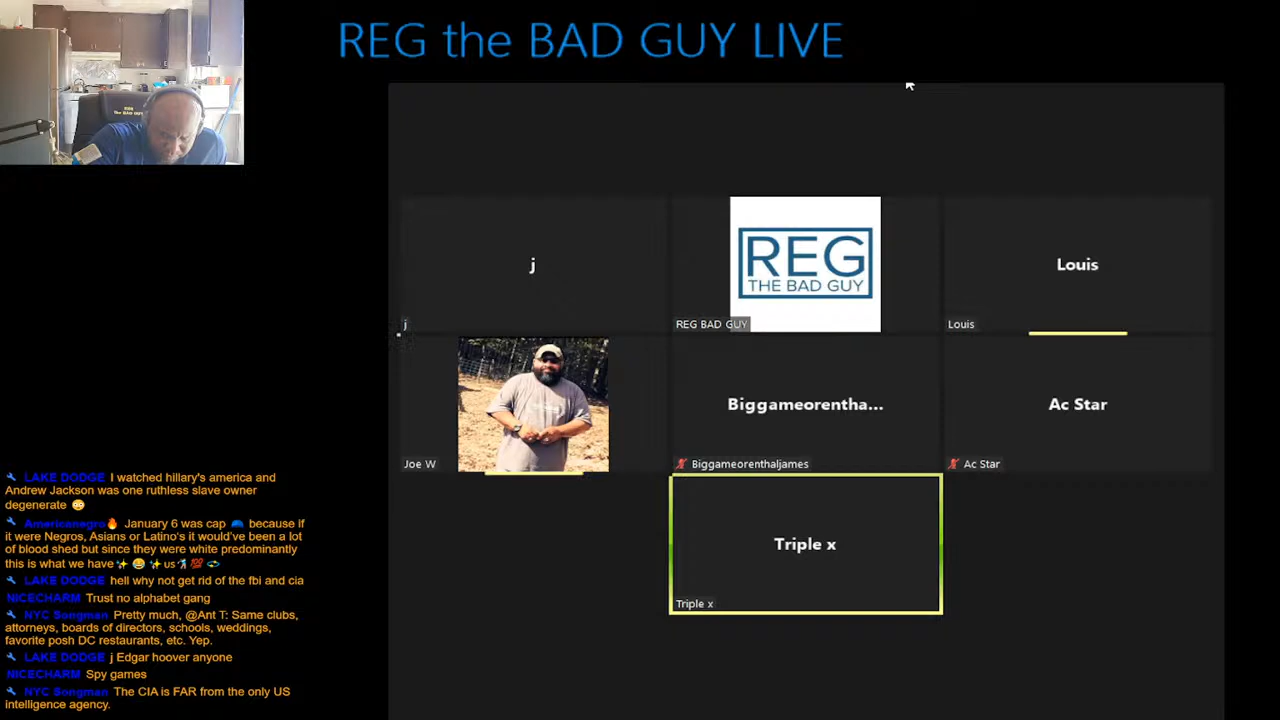 REG the BAD GUY LIVE
j
REG
THE BAD GUY
Louis
j
REG BAD GUY
Louis
Biggameorentha...
Ac Star
Joe W
Biggameorenthaljames
Ac Star
Triple x
Triple x
LAKE DODGE I watched hillary's america and
Andrew Jackson was one ruthless slave owner
degenerate 😳
Americanegro🔥 January 6 was cap 🧢 because if
it were Negros, Asians or Latino's it would've been a lot
of blood shed but since they were white predominantly
this is what we have✨😂✨us
LAKE DODGE hell why not get rid of the fbi and cia
NICECHARM Trust no alphabet gang
NYC Songman Pretty much, @Ant T: Same clubs,
attorneys, boards of directors, schools, weddings,
favorite posh DC restaurants, etc. Yep.
LAKE DODGE j Edgar hoover anyone
NICECHARM Spy games
NYC Songman The CIA is FAR from the only US
intelligence agency.